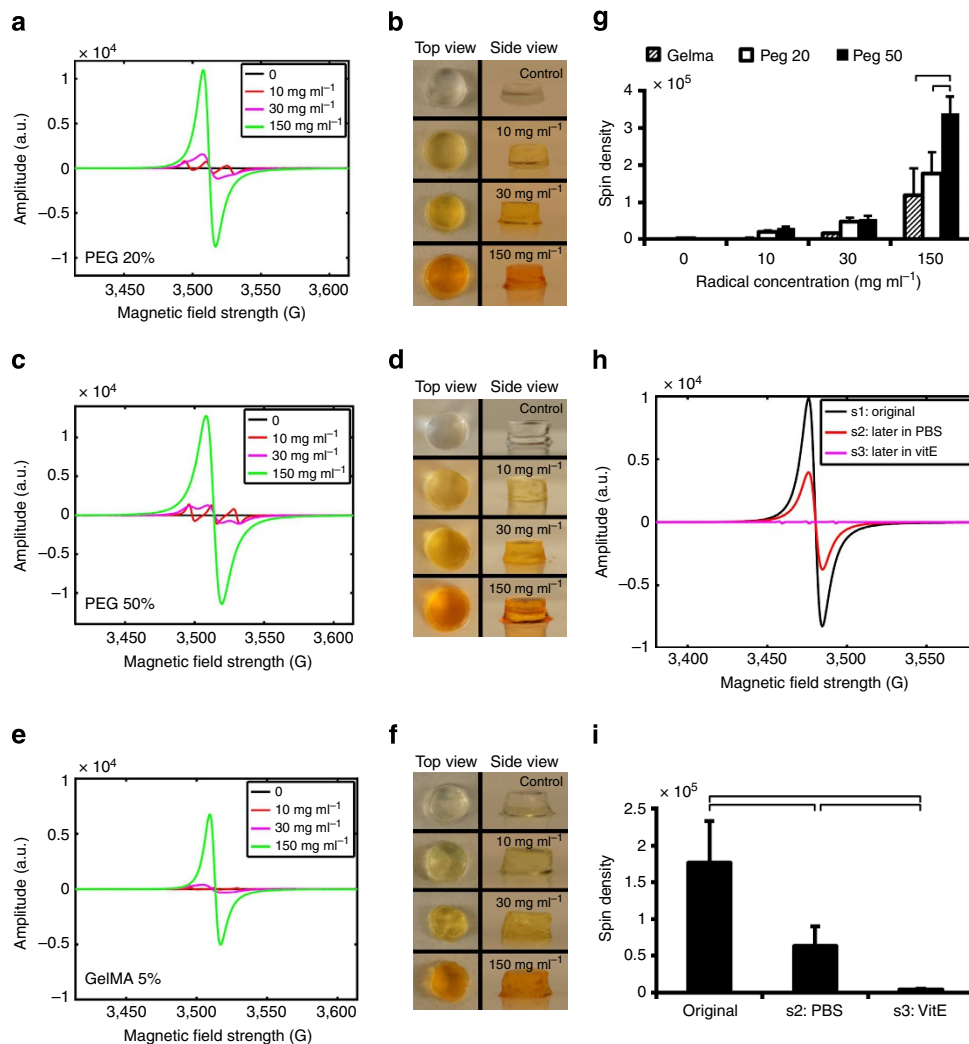 a
× 10⁴
1
0.5
0
−0.5
−1
Amplitude (a.u.)
0
10 mg ml⁻¹
30 mg ml⁻¹
150 mg ml⁻¹
PEG 20%
3,450 3,500 3,550 3,600
Magnetic field strength (G)
b
Top view Side view
Control
10 mg ml⁻¹
30 mg ml⁻¹
150 mg ml⁻¹
g
Gelma Peg 20 Peg 50
× 10⁵
4
3
2
1
0
Spin density
0 10 30 150
Radical concentration (mg ml⁻¹)
c
× 10⁴
1
0.5
0
−0.5
−1
Amplitude (a.u.)
0
10 mg ml⁻¹
30 mg ml⁻¹
150 mg ml⁻¹
PEG 50%
3,450 3,500 3,550 3,600
Magnetic field strength (G)
d
Top view Side view
Control
10 mg ml⁻¹
30 mg ml⁻¹
150 mg ml⁻¹
h
× 10⁴
1
0.5
0
−0.5
−1
Amplitude (a.u.)
s1: original
s2: later in PBS
s3: later in vitE
3,400 3,450 3,500 3,550
Magnetic field strength (G)
e
× 10⁴
1
0.5
0
−0.5
−1
Amplitude (a.u.)
0
10 mg ml⁻¹
30 mg ml⁻¹
150 mg ml⁻¹
GelMA 5%
3,450 3,500 3,550 3,600
Magnetic field strength (G)
f
Top view Side view
Control
10 mg ml⁻¹
30 mg ml⁻¹
150 mg ml⁻¹
i
× 10⁵
2.5
2
1.5
1
0.5
0
Spin density
Original s2: PBS s3: VitE